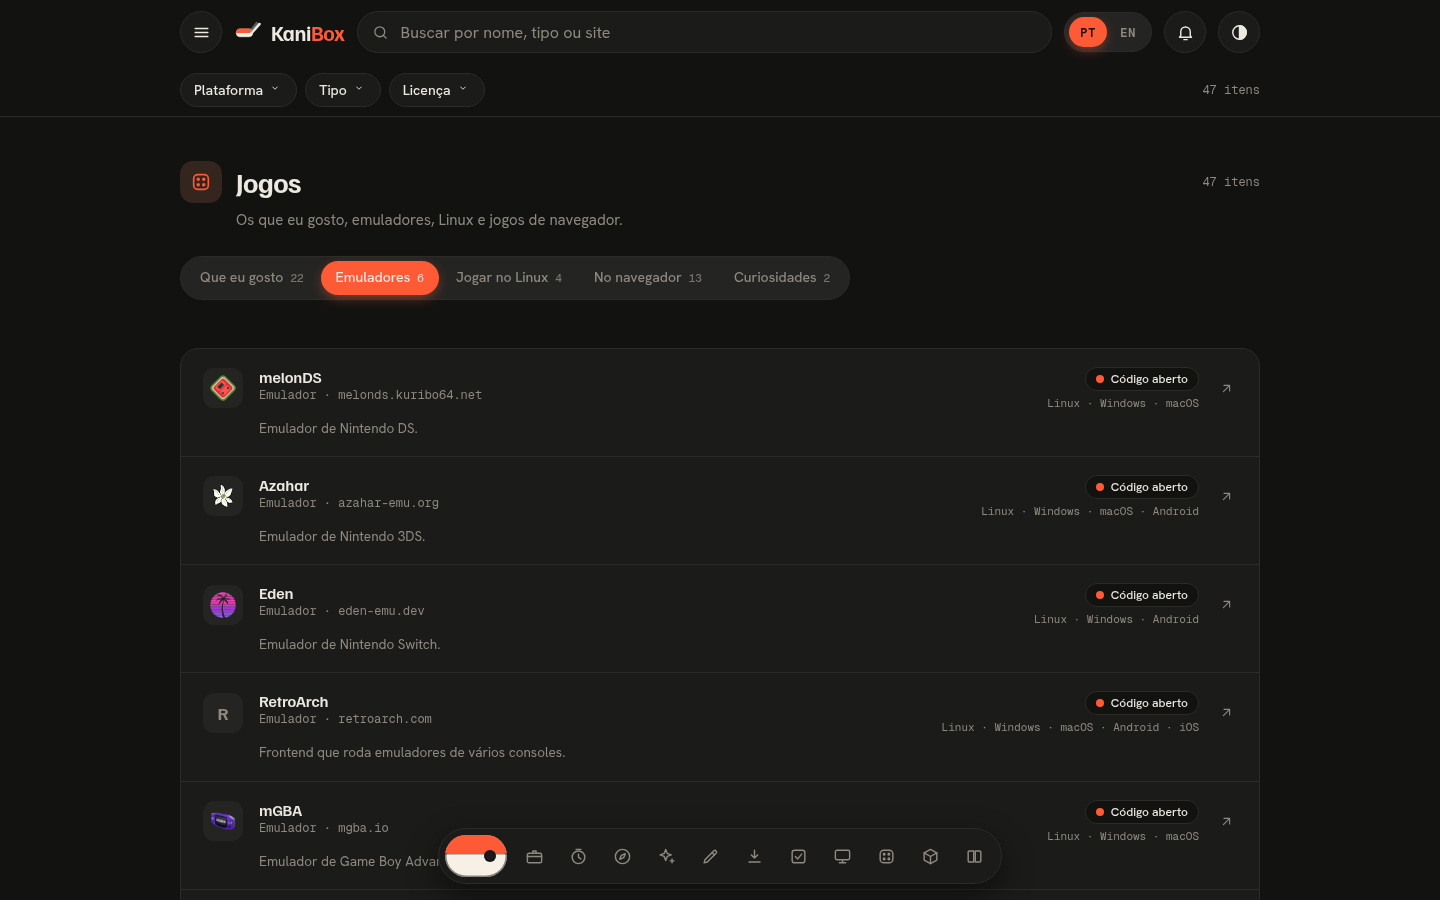 KaniBox
Buscar por nome, tipo ou site
PT EN
Plataforma
Tipo
Licença
47 itens
Jogos
47 itens
Os que eu gosto, emuladores, Linux e jogos de navegador.
Que eu gosto 22
Emuladores 6
Jogar no Linux 4
No navegador 13
Curiosidades 2
melonDS
Emulador · melonds.kuribo64.net
Emulador de Nintendo DS.
Código aberto
Linux · Windows · macOS
Azahar
Emulador · azahar-emu.org
Emulador de Nintendo 3DS.
Código aberto
Linux · Windows · macOS · Android
Eden
Emulador · eden-emu.dev
Emulador de Nintendo Switch.
Código aberto
Linux · Windows · Android
R
RetroArch
Emulador · retroarch.com
Frontend que roda emuladores de vários consoles.
Código aberto
Linux · Windows · macOS · Android · iOS
mGBA
Emulador · mgba.io
Emulador de Game Boy Advan
Código aberto
Linux · Windows · macOS